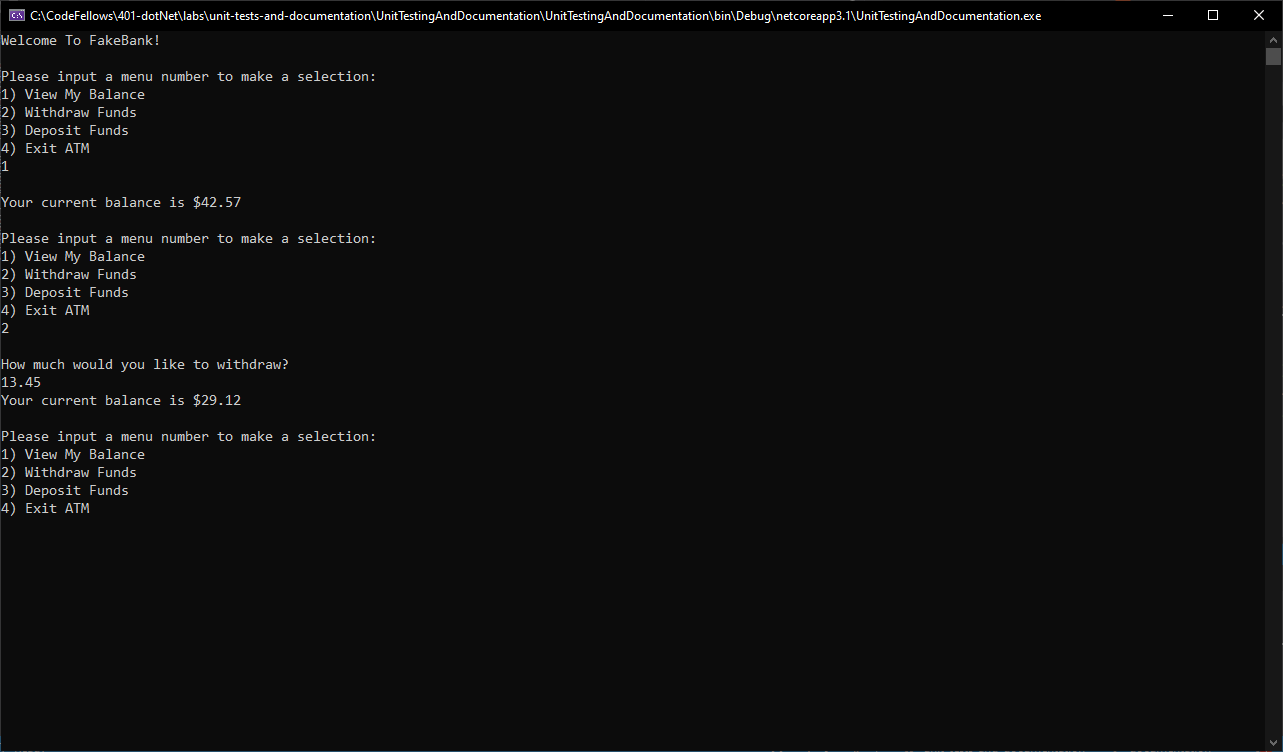 C:\CodeFellows\401-dotNet\labs\unit-tests-and-documentation\UnitTestingAndDocumentation\UnitTestingAndDocumentation\bin\Debug\netcoreapp3.1\UnitTestingAndDocumentation.exe
Welcome To FakeBank!
Please input a menu number to make a selection:
1) View My Balance
2) Withdraw Funds
3) Deposit Funds
4) Exit ATM
1
Your current balance is $42.57
Please input a menu number to make a selection:
1) View My Balance
2) Withdraw Funds
3) Deposit Funds
4) Exit ATM
2
How much would you like to withdraw?
13.45
Your current balance is $29.12
Please input a menu number to make a selection:
1) View My Balance
2) Withdraw Funds
3) Deposit Funds
4) Exit ATM